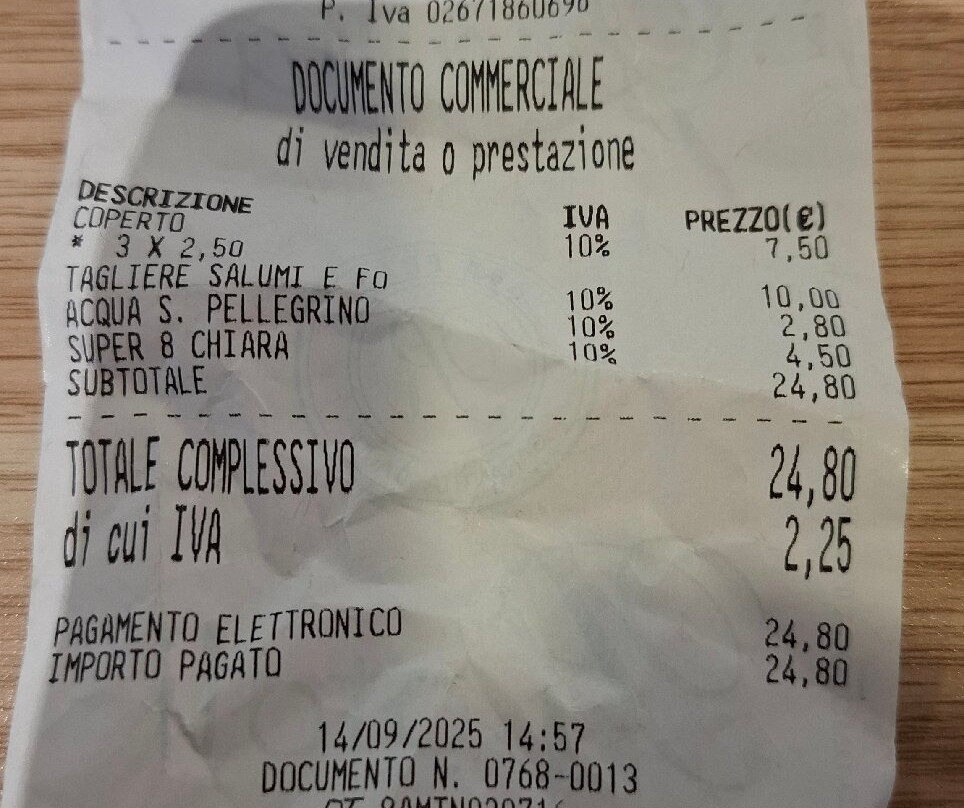 P. Iva 02671860690
DOCUMENTO COMMERCIALE
di vendita o prestazione
DESCRIZIONE IVA PREZZO(€)
COPERTO
* 3 X 2,50 10% 7,50
TAGLIERE SALUMI E FO 10% 10,00
ACQUA S. PELLEGRINO 10% 2,80
SUPER 8 CHIARA 10% 4,50
SUBTOTALE 24,80
TOTALE COMPLESSIVO 24,80
di cui IVA 2,25
PAGAMENTO ELETTRONICO 24,80
IMPORTO PAGATO 24,80
14/09/2025 14:57
DOCUMENTO N. 0768-0013